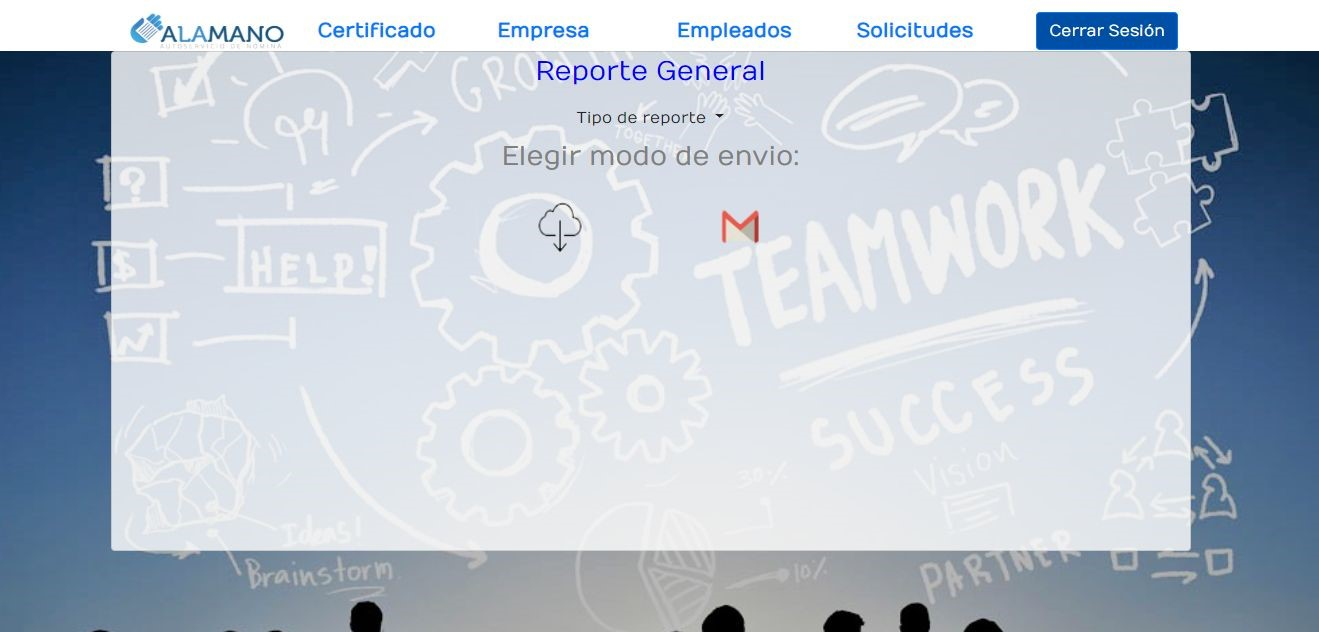 ALAMANO
AUTOSERVICIO DE NÓMINA
Certificado
Empresa
Empleados
Solicitudes
Cerrar Sesión
Reporte General
Tipo de reporte
TOGETHER
Elegir modo de envio:
?
HELP!
$
TEAMWORK
SUCCESS
Vision
30%
Ideas!
Brainstorm
10%
PARTNER